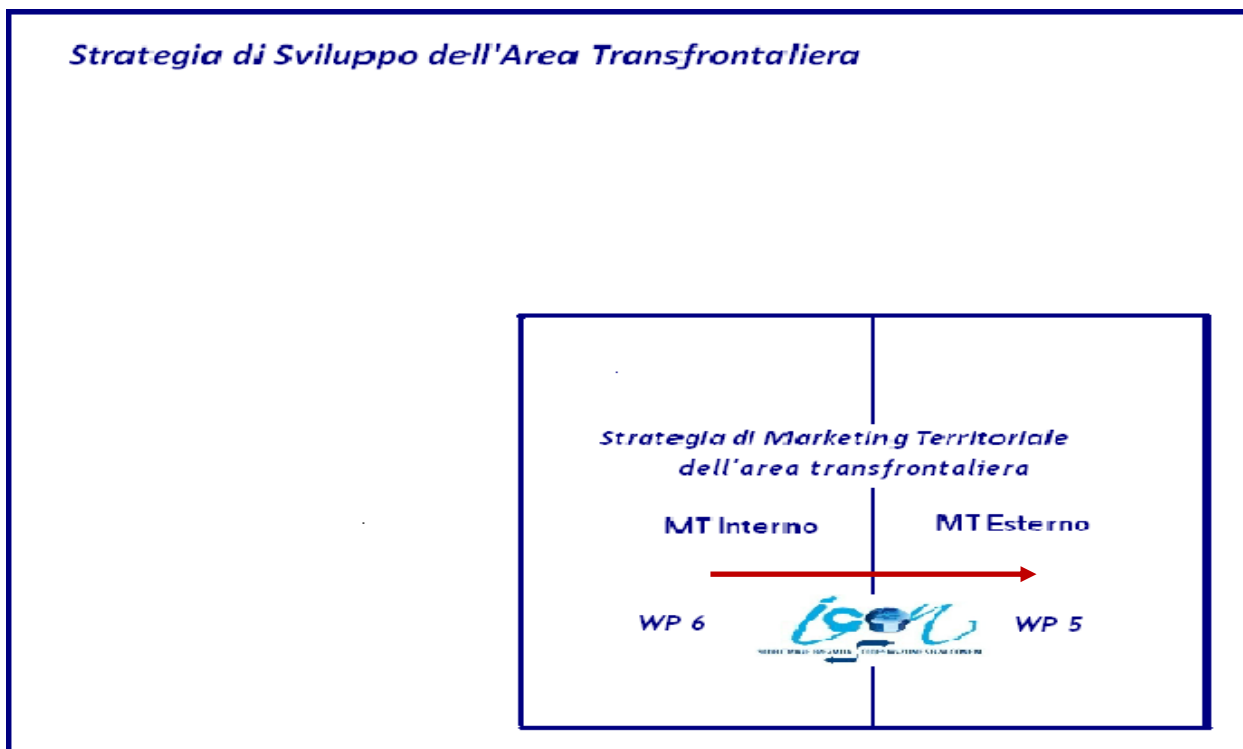 Strategia di Sviluppo dell'Area Transfrontaliera
Strategia di Marketing Territoriale
dell'area transfrontaliera
MT Interno
MT Esterno
WP 6
icon
WP 5